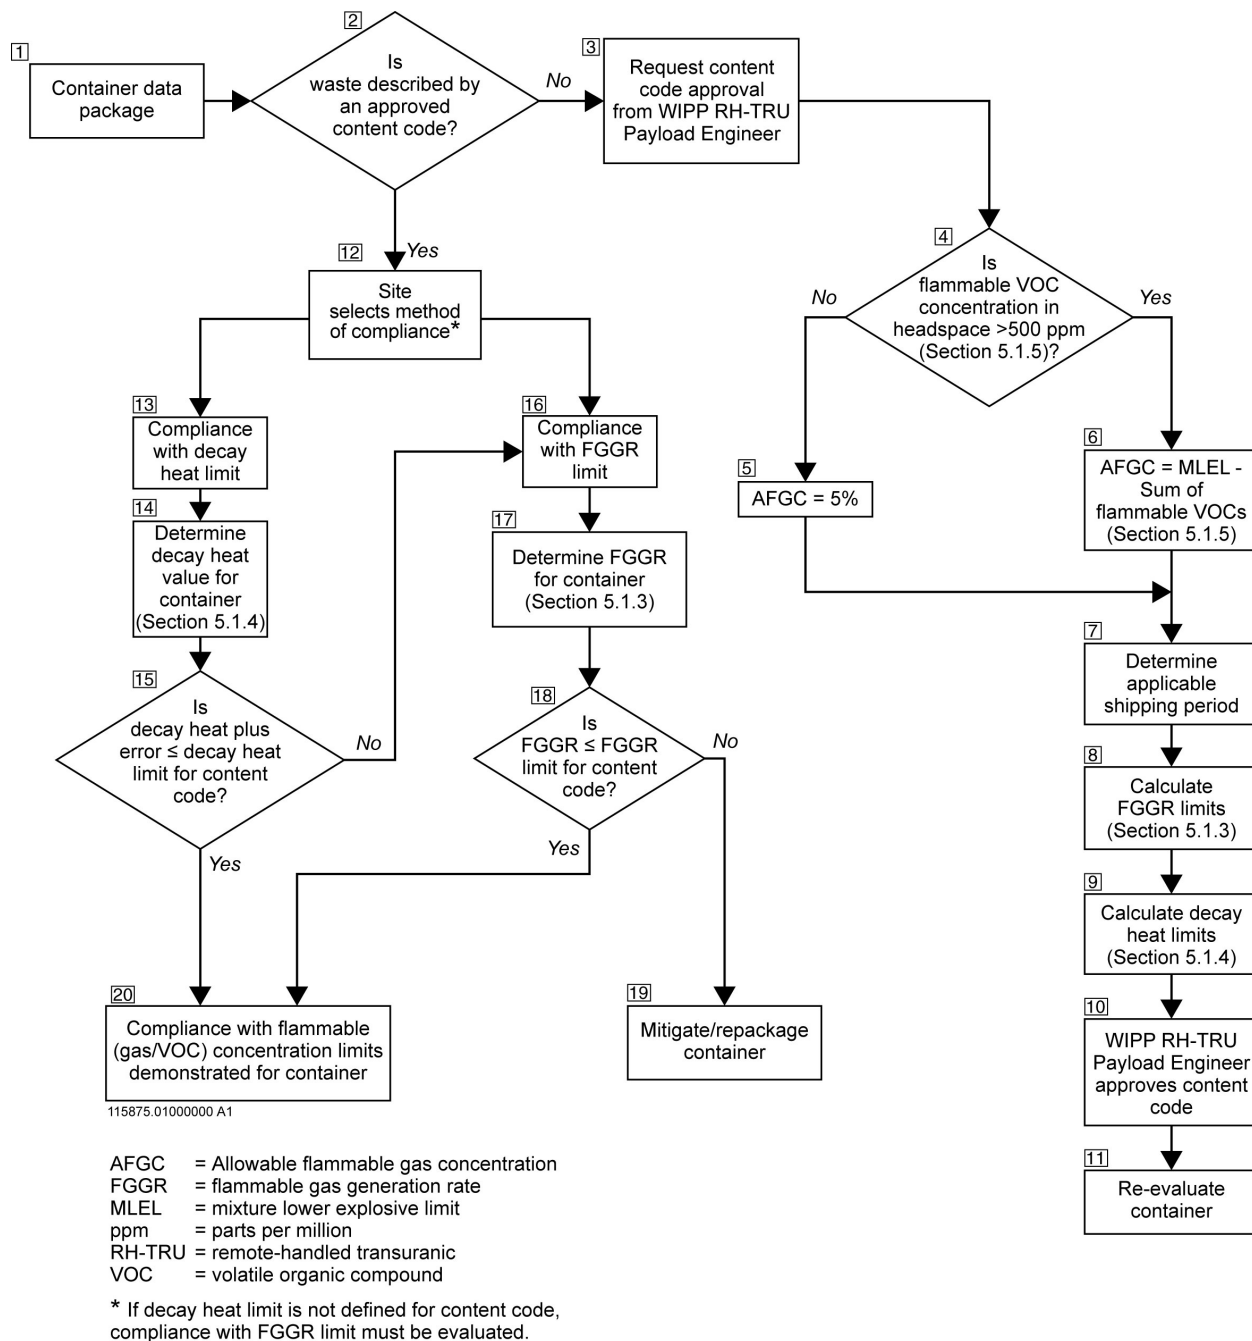 1
Container data
package
2
Is
waste described by
an approved
content code?
No
3
Request content
code approval
from WIPP RH-TRU
Payload Engineer
4
Is
flammable VOC
concentration in
headspace >500 ppm
(Section 5.1.5)?
No
Yes
5
AFGC = 5%
6
AFGC = MLEL -
Sum of
flammable VOCs
(Section 5.1.5)
7
Determine
applicable
shipping period
8
Calculate
FGGR limits
(Section 5.1.3)
9
Calculate decay
heat limits
(Section 5.1.4)
10
WIPP RH-TRU
Payload Engineer
approves content
code
11
Re-evaluate
container
Yes
12
Site
selects method
of compliance*
13
Compliance
with decay
heat limit
14
Determine
decay heat
value for
container
(Section 5.1.4)
15
Is
decay heat plus
error ≤ decay heat
limit for content
code?
No
Yes
16
Compliance
with FGGR
limit
17
Determine FGGR
for container
(Section 5.1.3)
18
Is
FGGR ≤ FGGR
limit for content
code?
No
Yes
19
Mitigate/repackage
container
20
Compliance with flammable
(gas/VOC) concentration limits
demonstrated for container
115875.01000000 A1
AFGC = Allowable flammable gas concentration
FGGR = flammable gas generation rate
MLEL = mixture lower explosive limit
ppm = parts per million
RH-TRU = remote-handled transuranic
VOC = volatile organic compound
* If decay heat limit is not defined for content code,
compliance with FGGR limit must be evaluated.